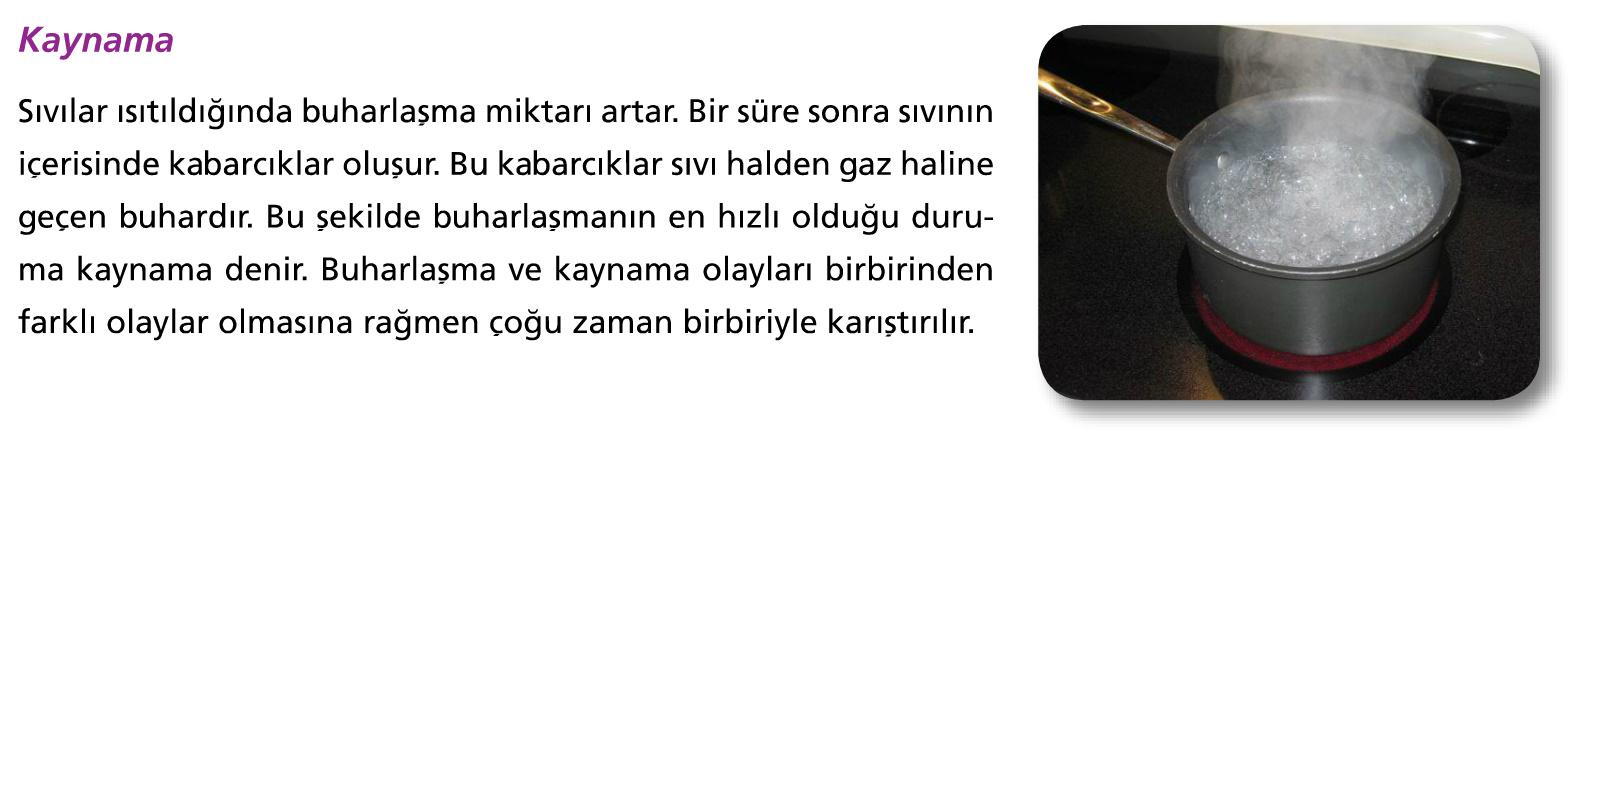 Kaynama
Sıvılar ısıtıldığında buharlaşma miktarı artar. Bir süre sonra sıvının
içerisinde kabarcıklar oluşur. Bu kabarcıklar sıvı halden gaz haline
geçen buhardır. Bu şekilde buharlaşmanın en hızlı olduğu duru-
ma kaynama denir. Buharlaşma ve kaynama olayları birbirinden
farklı olaylar olmasına rağmen çoğu zaman birbiriyle karıştırılır.